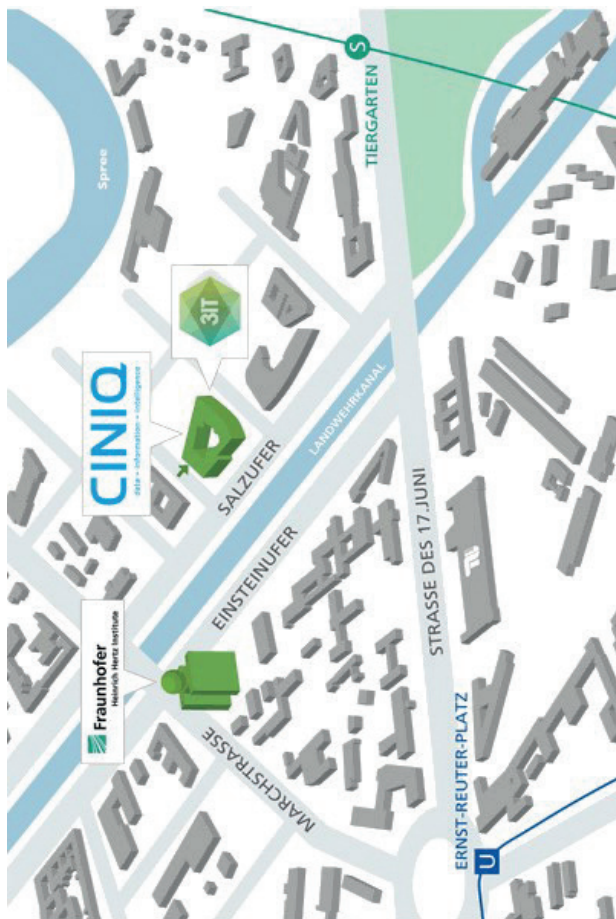 Spree
S
TIERGARTEN
3IT
CINIQ
data – information – intelligence
SALZUFER
LANDWEHRKANAL
EINSTEINUFER
STRASSE DES 17.JUNI
Fraunhofer
Heinrich Hertz Institute
MARCHSTRASSE
ERNST-REUTER-PLATZ
U